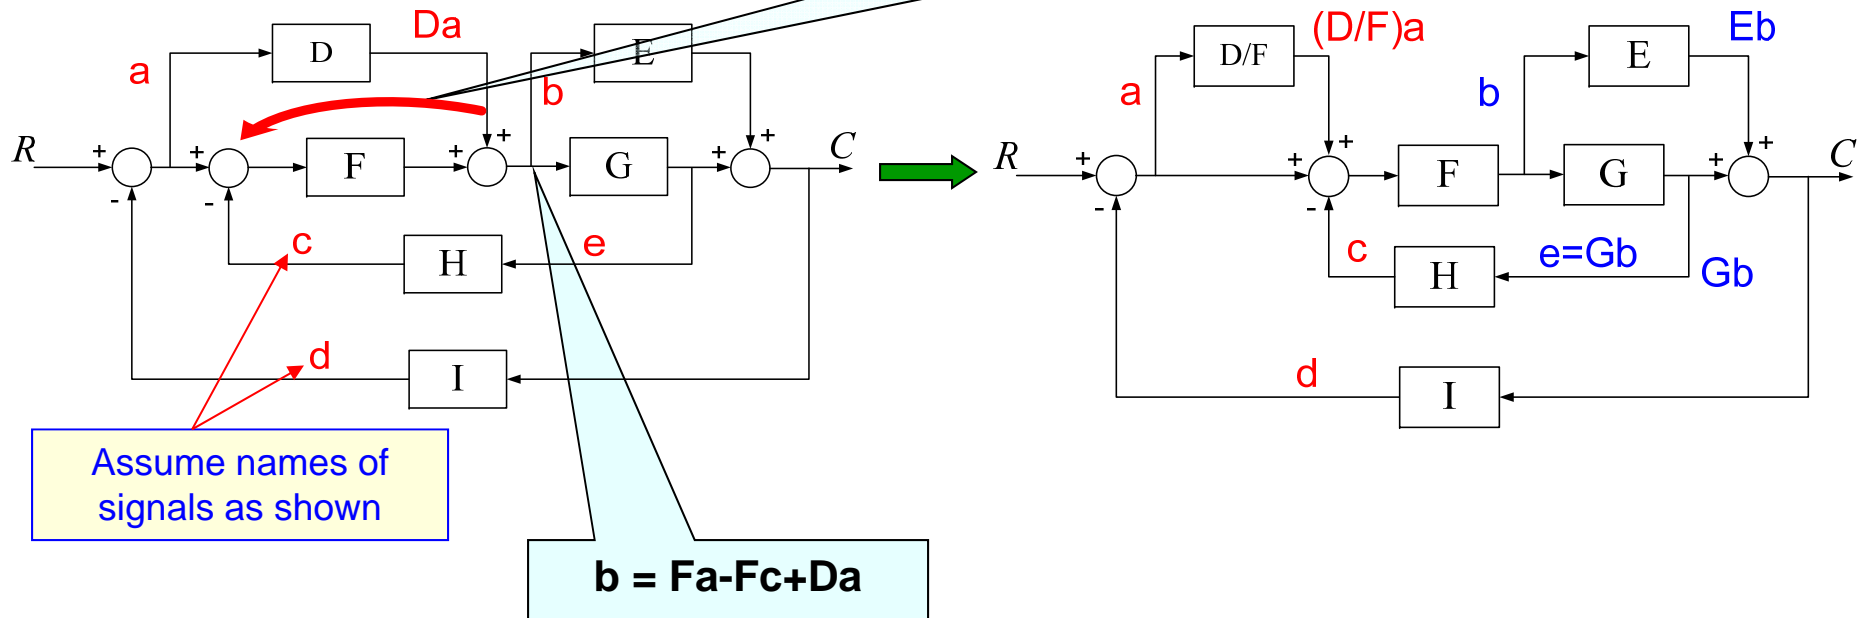 Da
D
a
b
E
R
+
+
F
+
+
G
+
+
C
-
-
c
H
e
d
I
Assume names of
signals as shown
b = Fa-Fc+Da
(D/F)a
D/F
a
b
E
Eb
R
+
+
+
F
G
+
+
C
-
-
c
H
e=Gb
Gb
d
I